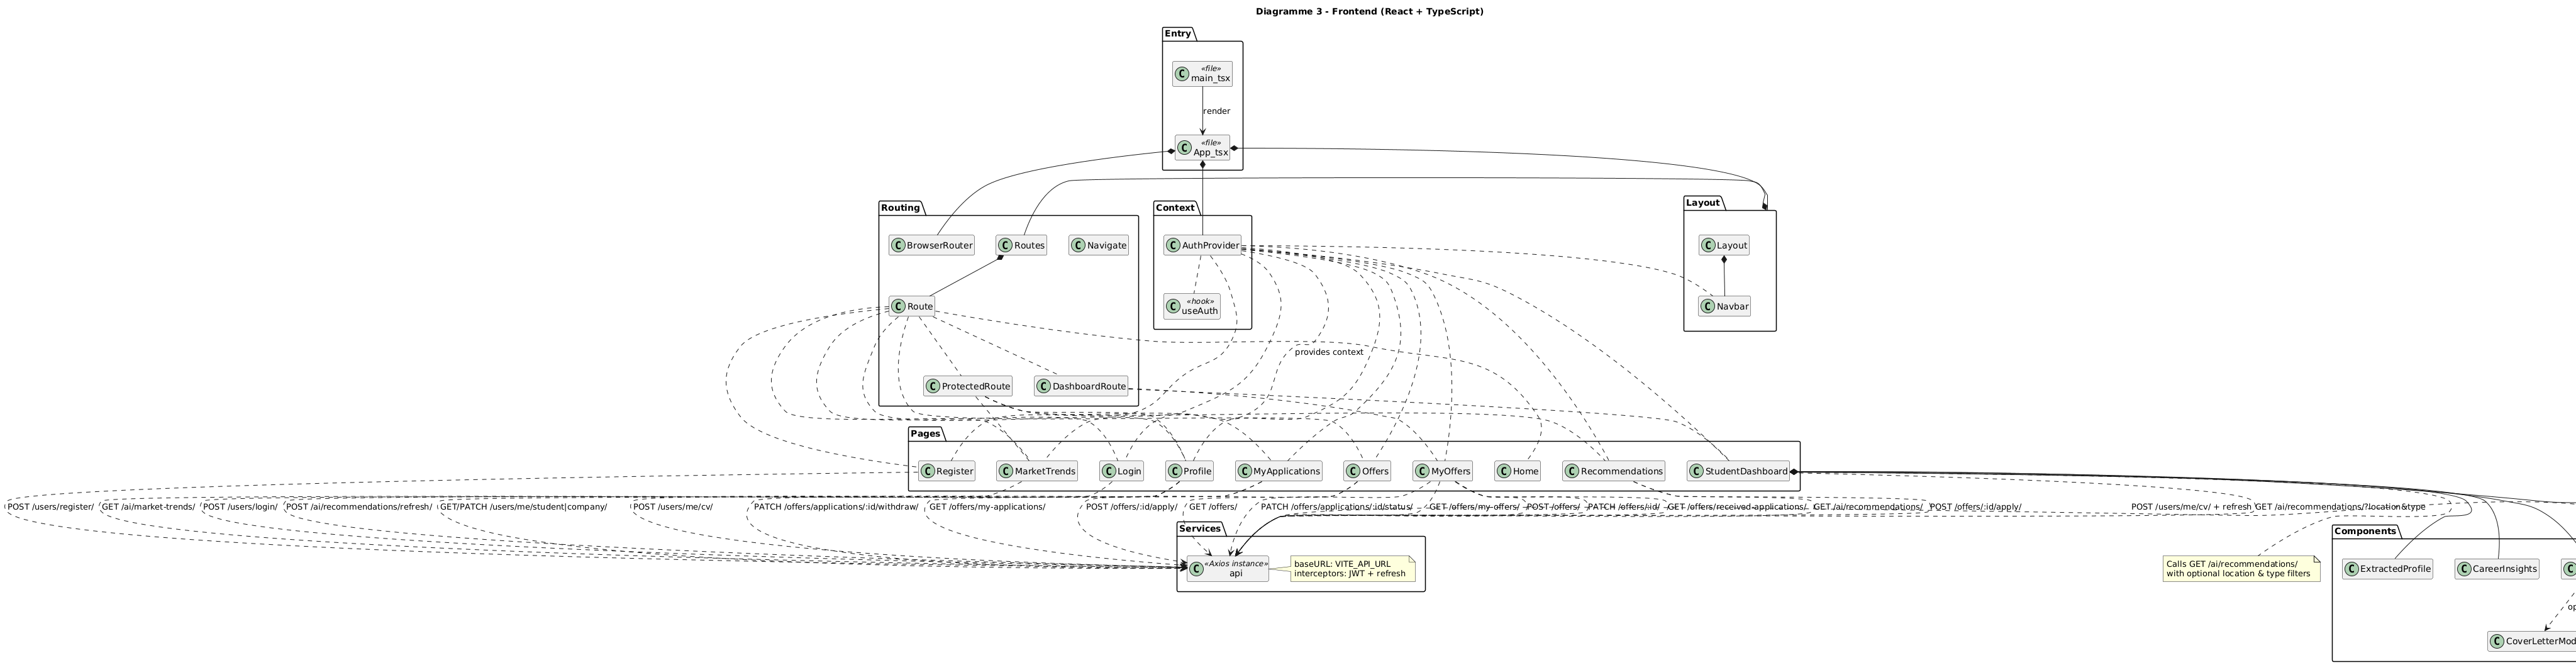 Diagramme 3 - Frontend (React + TypeScript)
Entry
«file»
main_tsx
render
«file»
App_tsx
Routing
Context
Layout
BrowserRouter
Routes
Navigate
AuthProvider
Layout
Route
«hook»
useAuth
Navbar
provides context
ProtectedRoute
DashboardRoute
Pages
Register
MarketTrends
Login
Profile
MyApplications
Offers
MyOffers
Home
Recommendations
StudentDashboard
POST /users/register/
GET /ai/market-trends/
POST /users/login/
POST /ai/recommendations/refresh/
GET/PATCH /users/me/student|company/
POST /users/me/cv/
PATCH /offers/applications/:id/withdraw/
GET /offers/my-applications/
POST /offers/:id/apply/
GET /offers/
PATCH /offers/applications/:id/status/
GET /offers/my-offers/
POST /offers/
PATCH /offers/:id/
GET /offers/received-applications/
GET /ai/recommendations/
POST /offers/:id/apply/
POST /users/me/cv/ + refresh
GET /ai/recommendations/?location&type
Services
Components
«Axios instance»
api
baseURL: VITE_API_URL
interceptors: JWT + refresh
Calls GET /ai/recommendations/
with optional location & type filters
ExtractedProfile
CareerInsights
CoverLetterMod